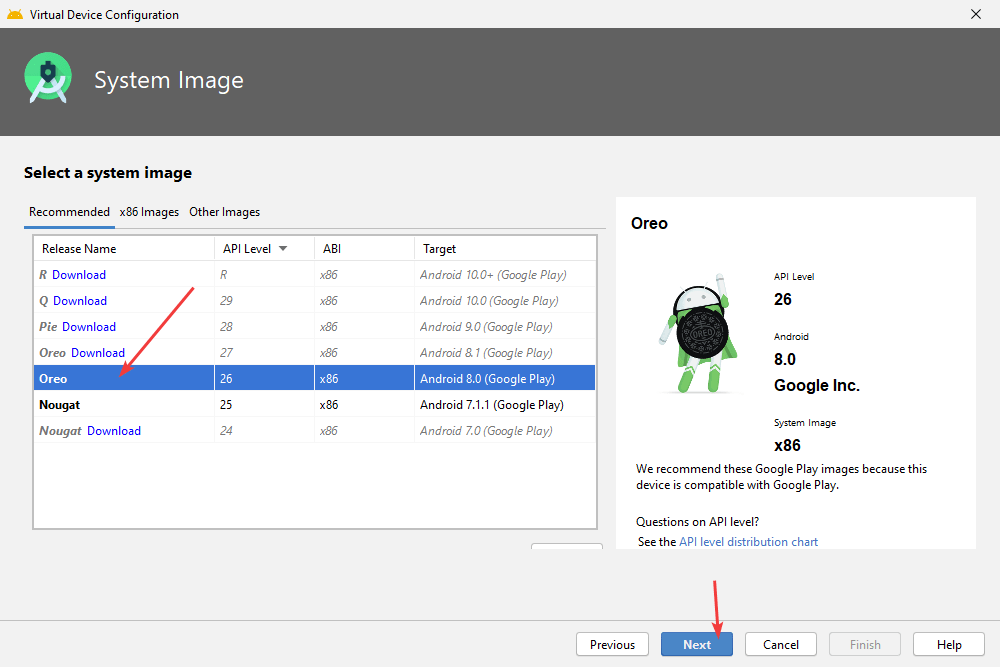 Virtual Device Configuration
System Image
Select a system image
Recommended x86 Images Other Images
Release Name API Level ABI Target
R Download R x86 Android 10.0+ (Google Play)
Q Download 29 x86 Android 10.0 (Google Play)
Pie Download 28 x86 Android 9.0 (Google Play)
Oreo Download 27 x86 Android 8.1 (Google Play)
Oreo 26 x86 Android 8.0 (Google Play)
Nougat 25 x86 Android 7.1.1 (Google Play)
Nougat Download 24 x86 Android 7.0 (Google Play)
Oreo
OREO
API Level
26
Android
8.0
Google Inc.
System Image
x86
We recommend these Google Play images because this
device is compatible with Google Play.
Questions on API level?
See the API level distribution chart
Previous Next Cancel Finish Help